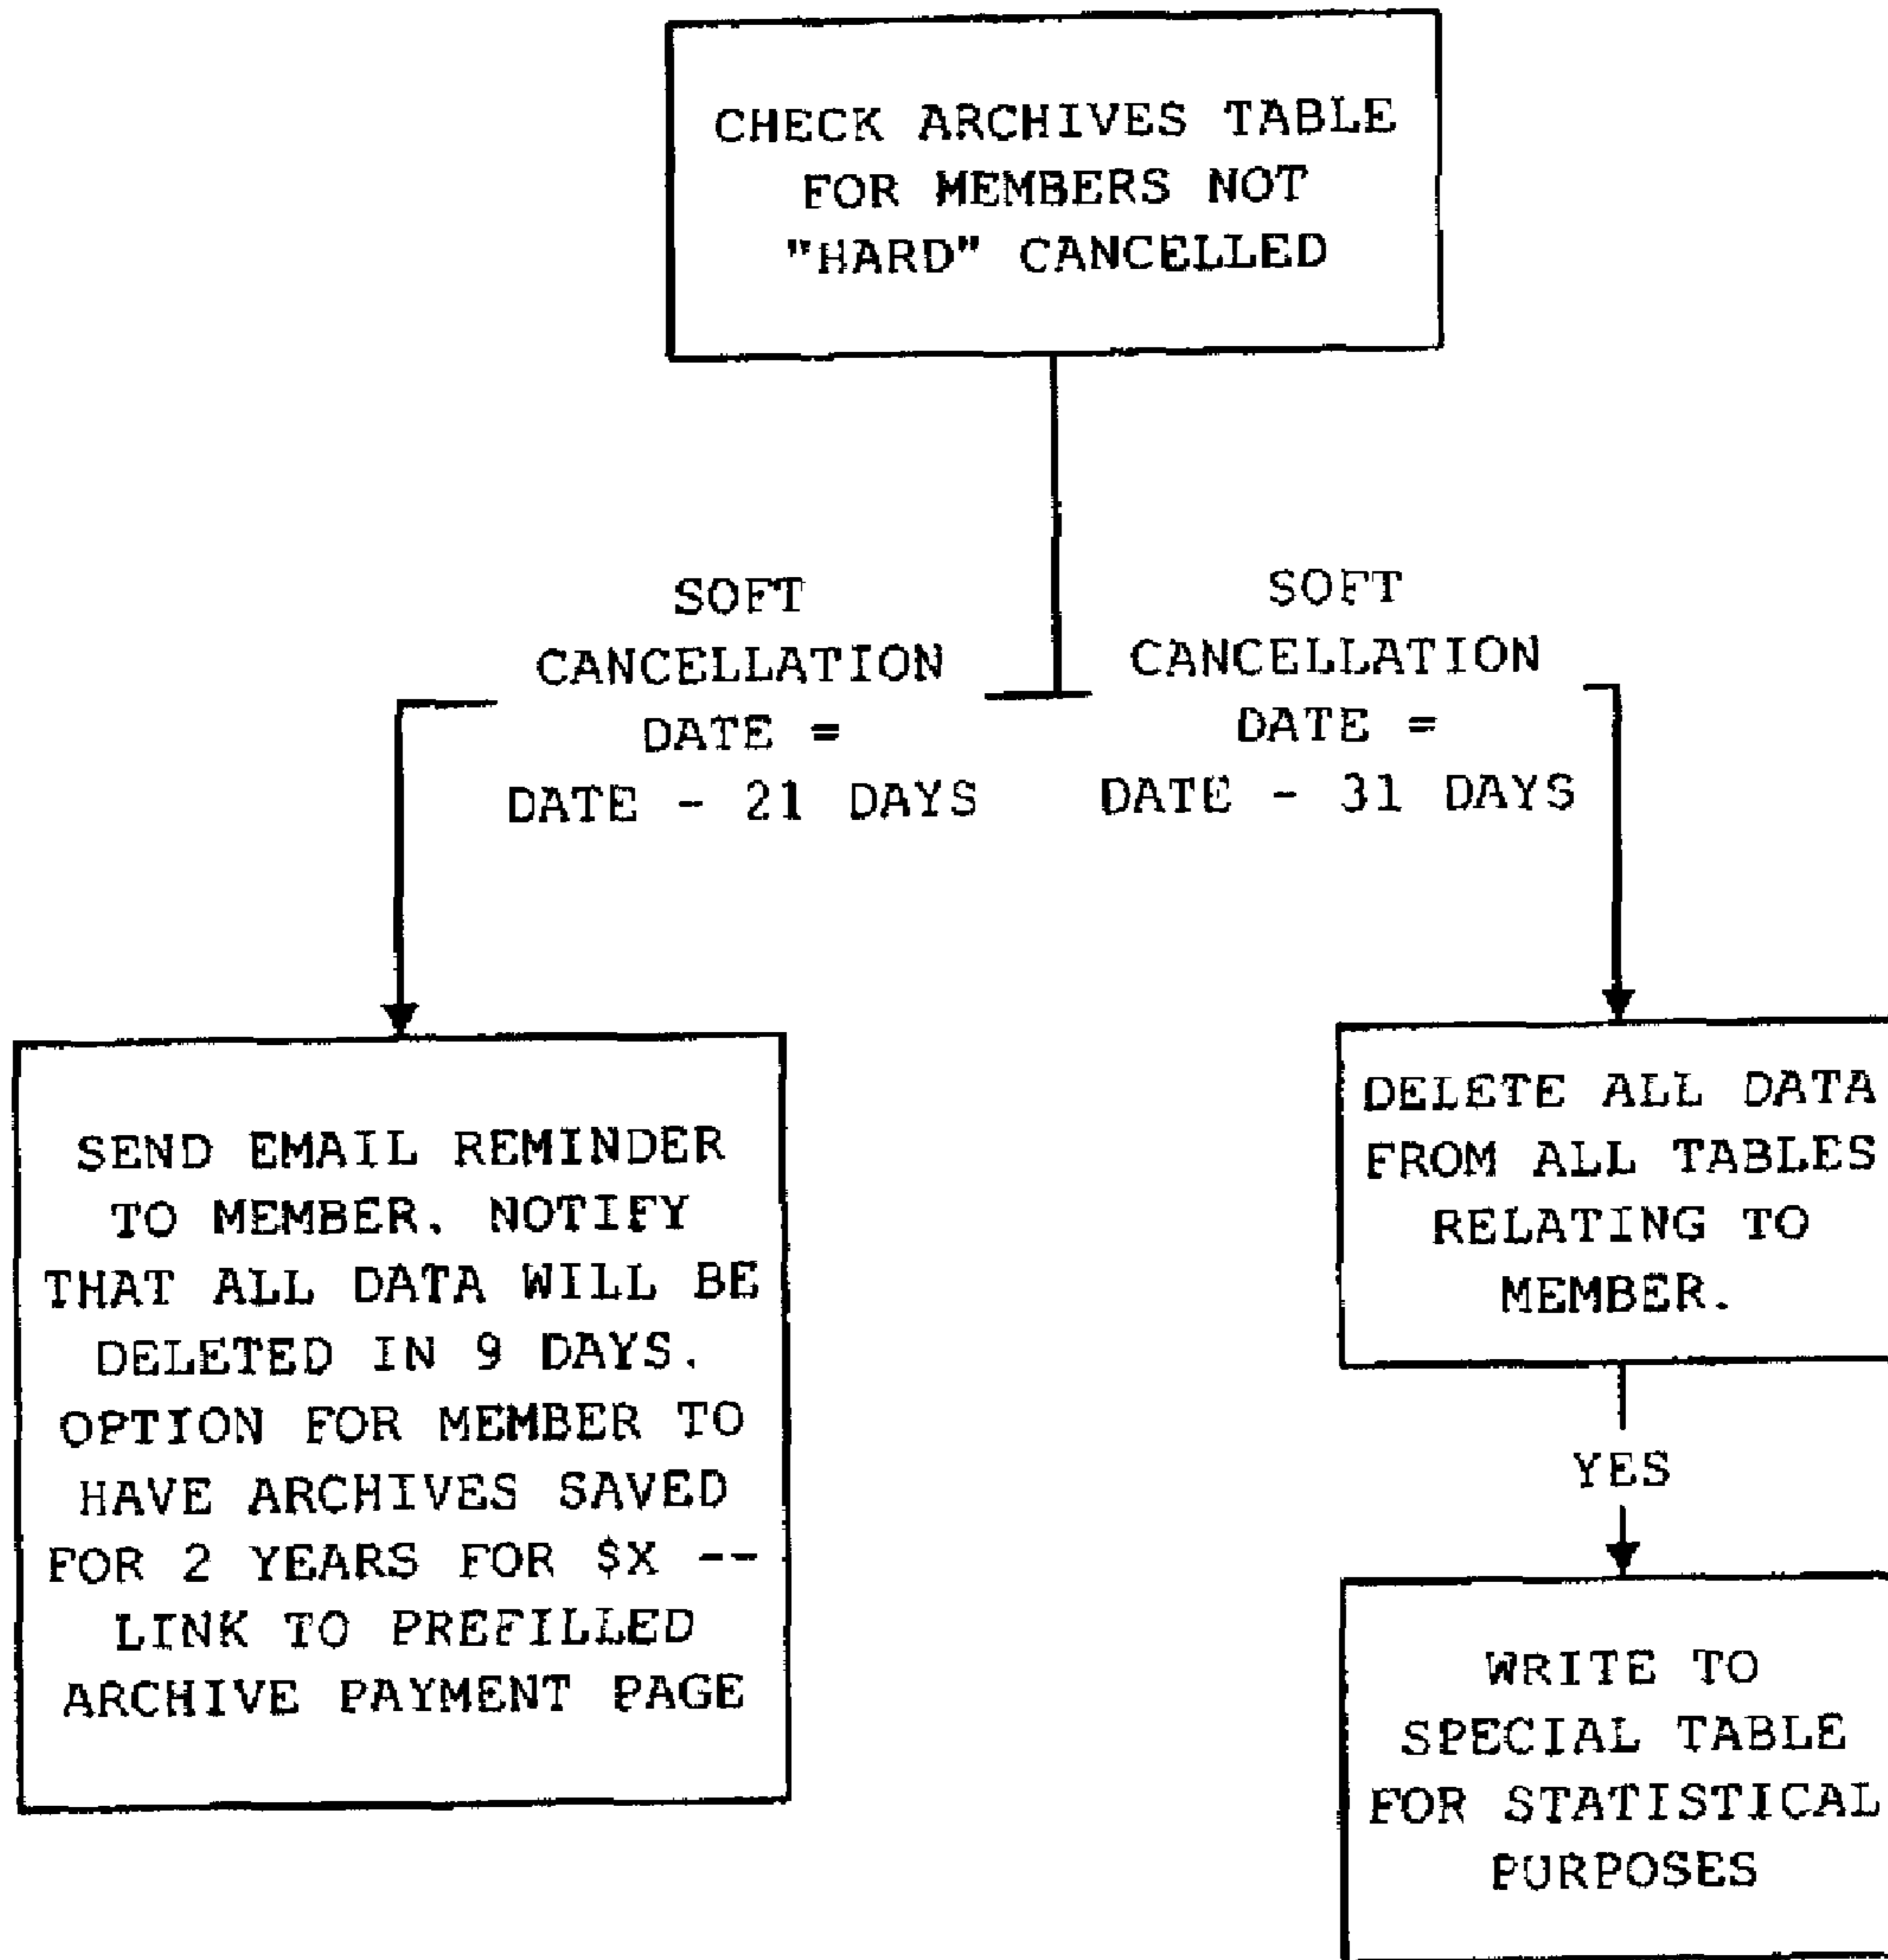 CHECK ARCHIVES TABLE
FOR MEMBERS NOT
"HARD" CANCELLED
SOFT
CANCELLATION
DATE =
DATE - 21 DAYS
SOFT
CANCELLATION
DATE =
DATE - 31 DAYS
SEND EMAIL REMINDER
TO MEMBER. NOTIFY
THAT ALL DATA WILL BE
DELETED IN 9 DAYS.
OPTION FOR MEMBER TO
HAVE ARCHIVES SAVED
FOR 2 YEARS FOR $X --
LINK TO PREFILLED
ARCHIVE PAYMENT PAGE
DELETE ALL DATA
FROM ALL TABLES
RELATING TO
MEMBER.
YES
WRITE TO
SPECIAL TABLE
FOR STATISTICAL
PURPOSES